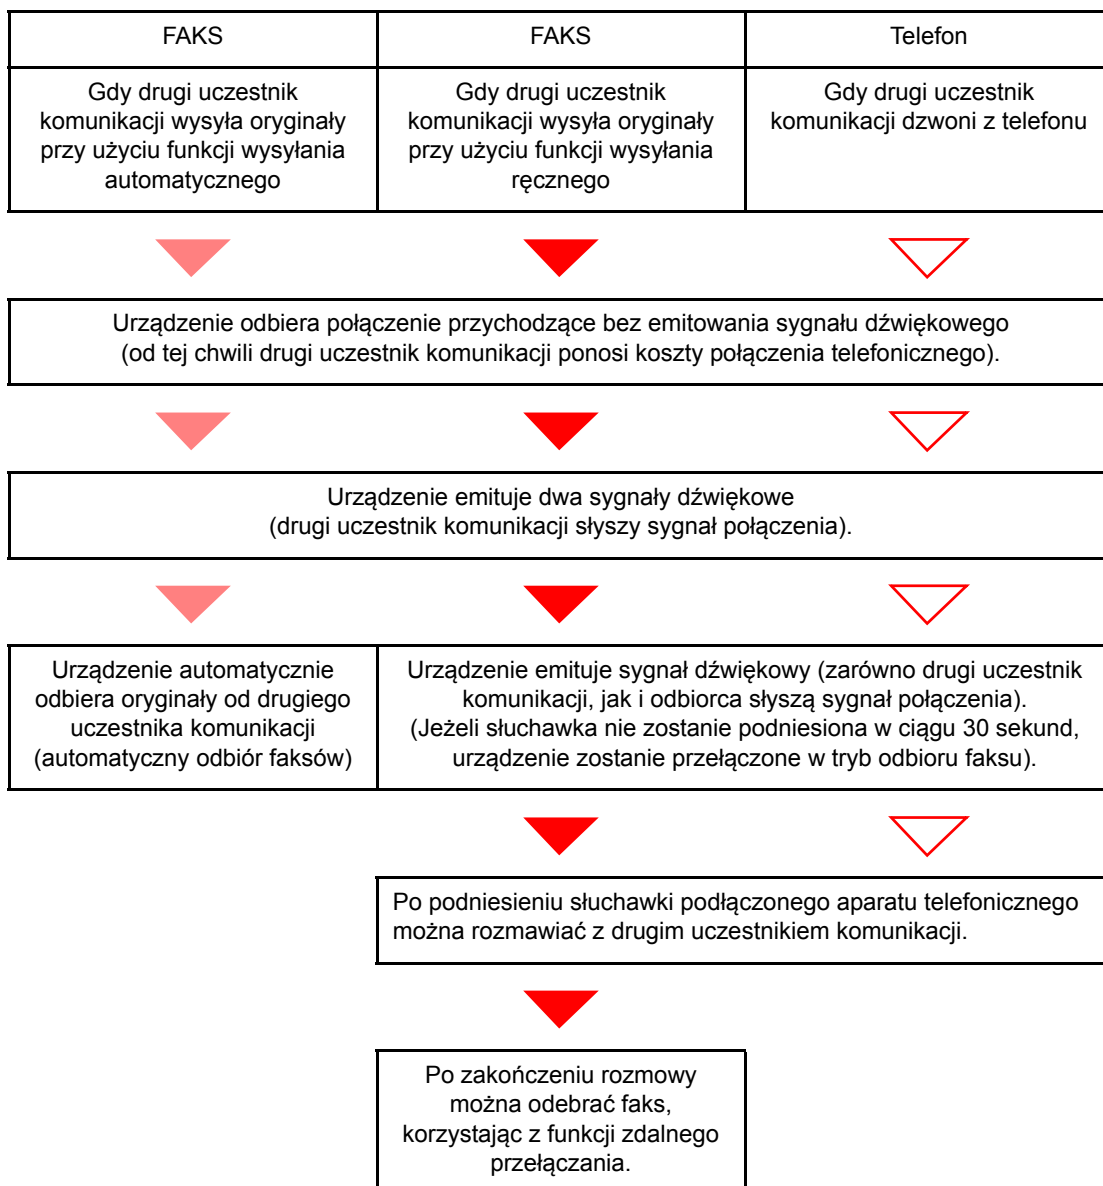 FAKS
FAKS
Telefon
Gdy drugi uczestnik
komunikacji wysyła oryginały
przy użyciu funkcji wysyłania
automatycznego
Gdy drugi uczestnik
komunikacji wysyła oryginały
przy użyciu funkcji wysyłania
ręcznego
Gdy drugi uczestnik
komunikacji dzwoni z telefonu
Urządzenie odbiera połączenie przychodzące bez emitowania sygnału dźwiękowego
(od tej chwili drugi uczestnik komunikacji ponosi koszty połączenia telefonicznego).
Urządzenie emituje dwa sygnały dźwiękowe
(drugi uczestnik komunikacji słyszy sygnał połączenia).
Urządzenie automatycznie
odbiera oryginały od drugiego
uczestnika komunikacji
(automatyczny odbiór faksów)
Urządzenie emituje sygnał dźwiękowy (zarówno drugi uczestnik
komunikacji, jak i odbiorca słyszą sygnał połączenia).
(Jeżeli słuchawka nie zostanie podniesiona w ciągu 30 sekund,
urządzenie zostanie przełączone w tryb odbioru faksu).
Po podniesieniu słuchawki podłączonego aparatu telefonicznego
można rozmawiać z drugim uczestnikiem komunikacji.
Po zakończeniu rozmowy
można odebrać faks,
korzystając z funkcji zdalnego
przełączania.